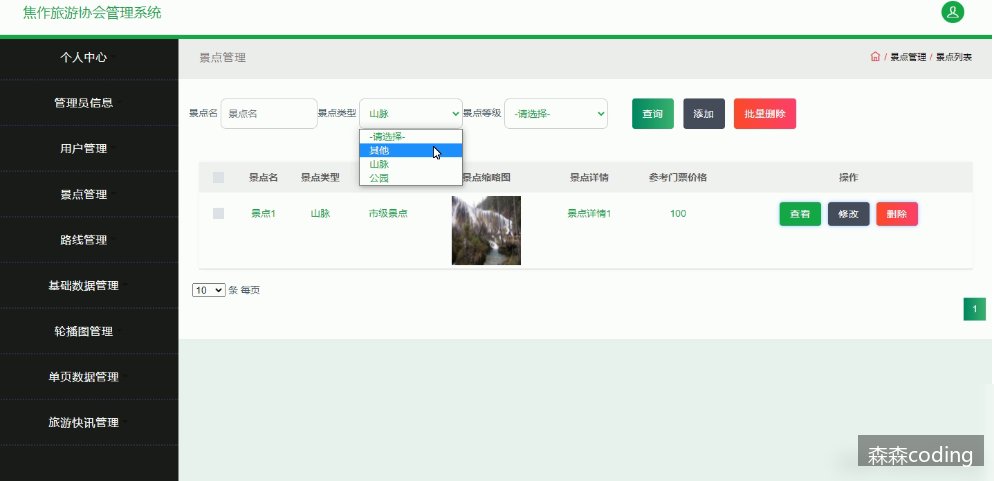 焦作旅游协会管理系统
个人中心
管理员信息
用户管理
景点管理
路线管理
基础数据管理
轮播图管理
单页数据管理
旅游快讯管理
景点管理
/ 景点管理 / 景点列表
景点名 景点名 景点类型 山脉 景点等级 -请选择- 查询 添加 批量删除
-请选择-
其他
山脉
公园
景点名 景点类型 景点缩略图 景点详情 参考门票价格 操作
景点1 山脉 市级景点 景点详情1 100 查看 修改 删除
10 条 每页
1
森森coding